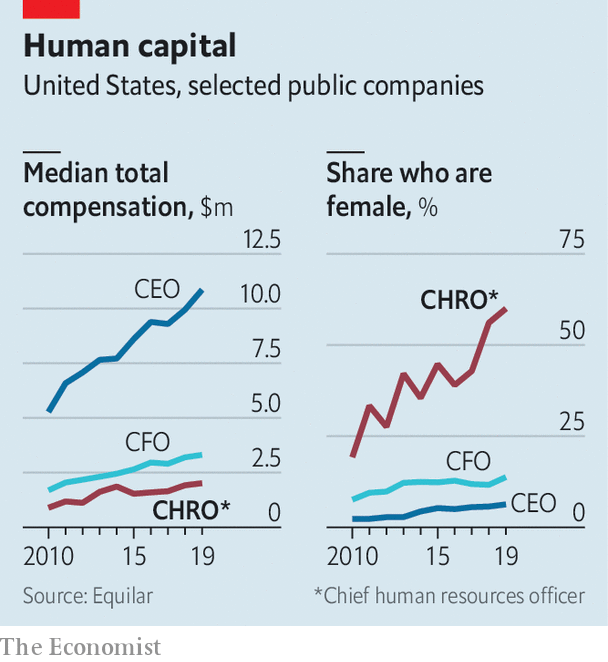 Human capital
United States, selected public companies
Median total
compensation, $m
12.5
CEO
10.0
7.5
5.0
CFO
2.5
CHRO*
0
2010
15
19
Share who are
female, %
75
CHRO*
50
25
CFO
CEO
0
2010
15
19
Source: Equilar
*Chief human resources officer
The Economist